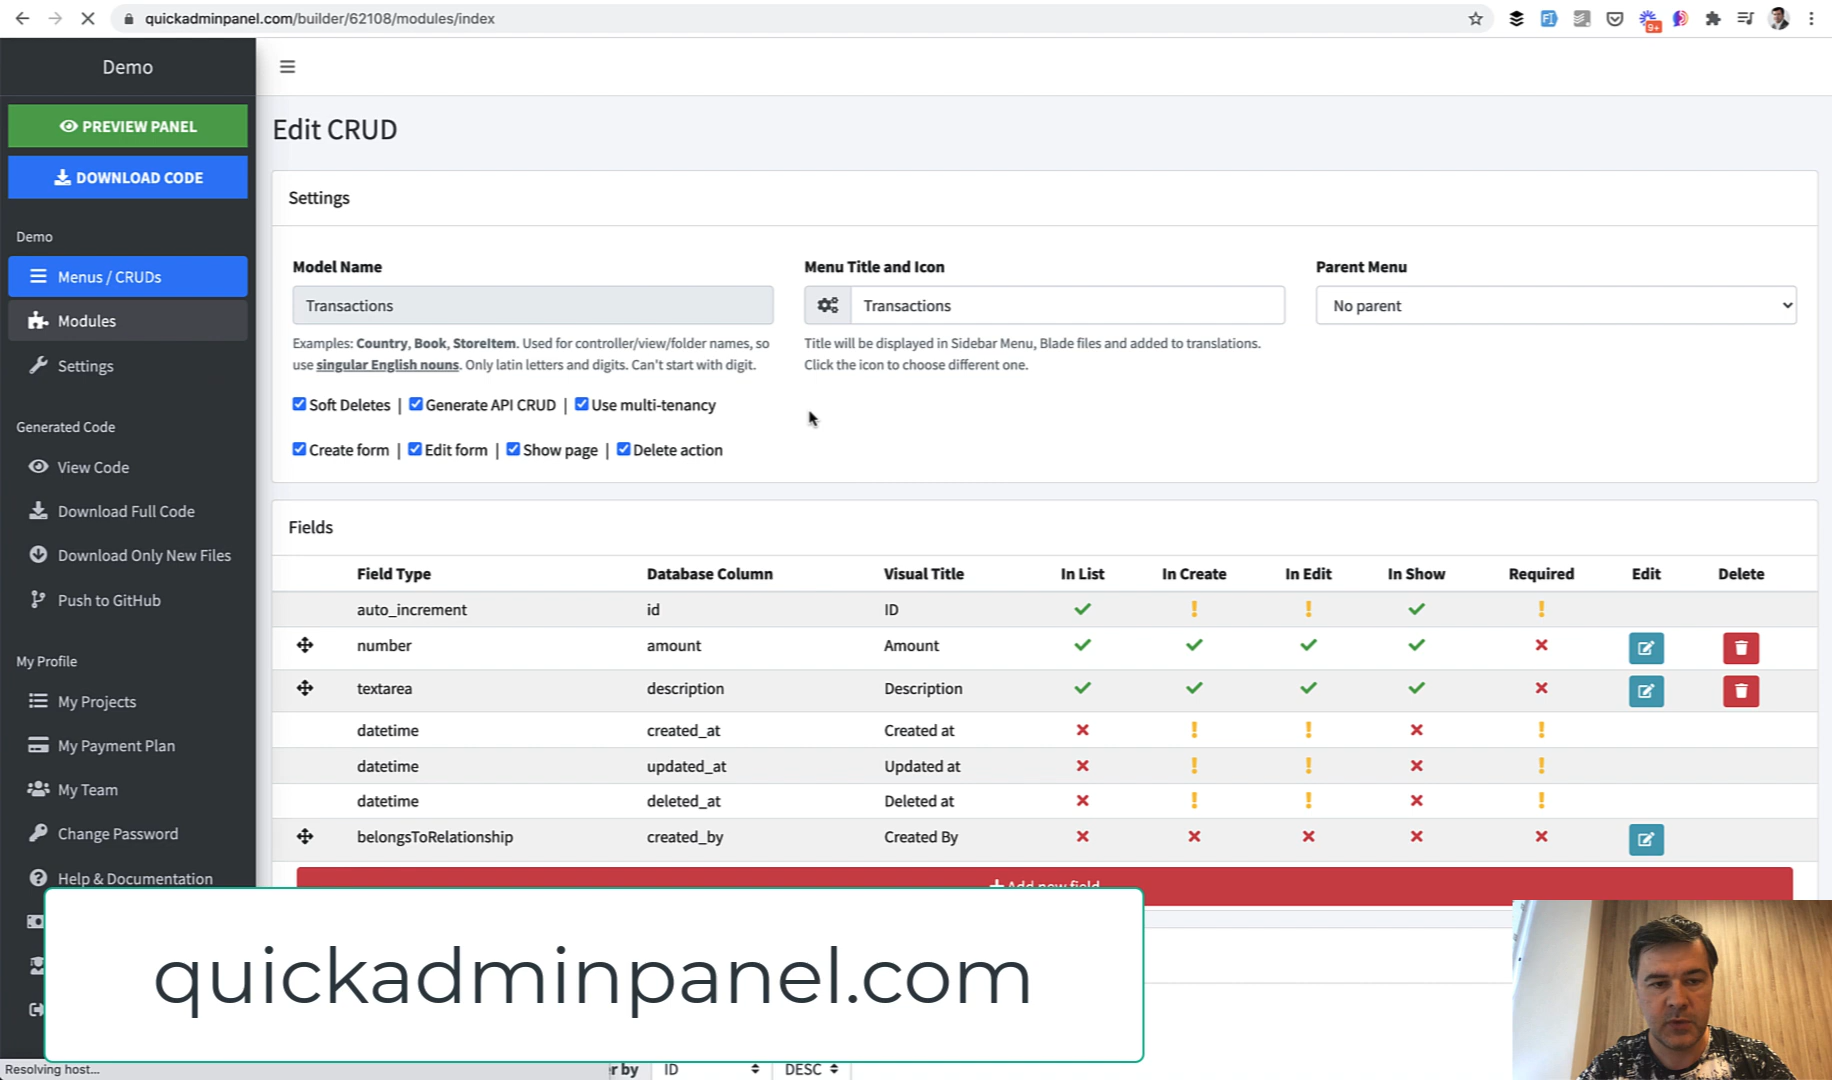 quickadminpanel.com/builder/62108/modules/index
9+
Demo
PREVIEW PANEL
Edit CRUD
DOWNLOAD CODE
Settings
Demo
Menus / CRUDs
Modules
Settings
Model Name
Menu Title and Icon
Parent Menu
Transactions
Transactions
No parent
Examples: Country, Book, StoreItem. Used for controller/view/folder names, so
use singular English nouns. Only latin letters and digits. Can't start with digit.
Title will be displayed in Sidebar Menu, Blade files and added to translations.
Click the icon to choose different one.
Soft Deletes | Generate API CRUD | Use multi-tenancy
Create form | Edit form | Show page | Delete action
Generated Code
View Code
Download Full Code
Download Only New Files
Push to GitHub
My Profile
My Projects
My Payment Plan
My Team
Change Password
Help & Documentation
Fields
Field Type Database Column Visual Title In List In Create In Edit In Show Required Edit Delete
auto_increment id ID
number amount Amount
textarea description Description
datetime created_at Created at
datetime updated_at Updated at
datetime deleted_at Deleted at
belongsToRelationship created_by Created By
+ Add new field
quickadminpanel.com
Resolving host...
r by ID DESC